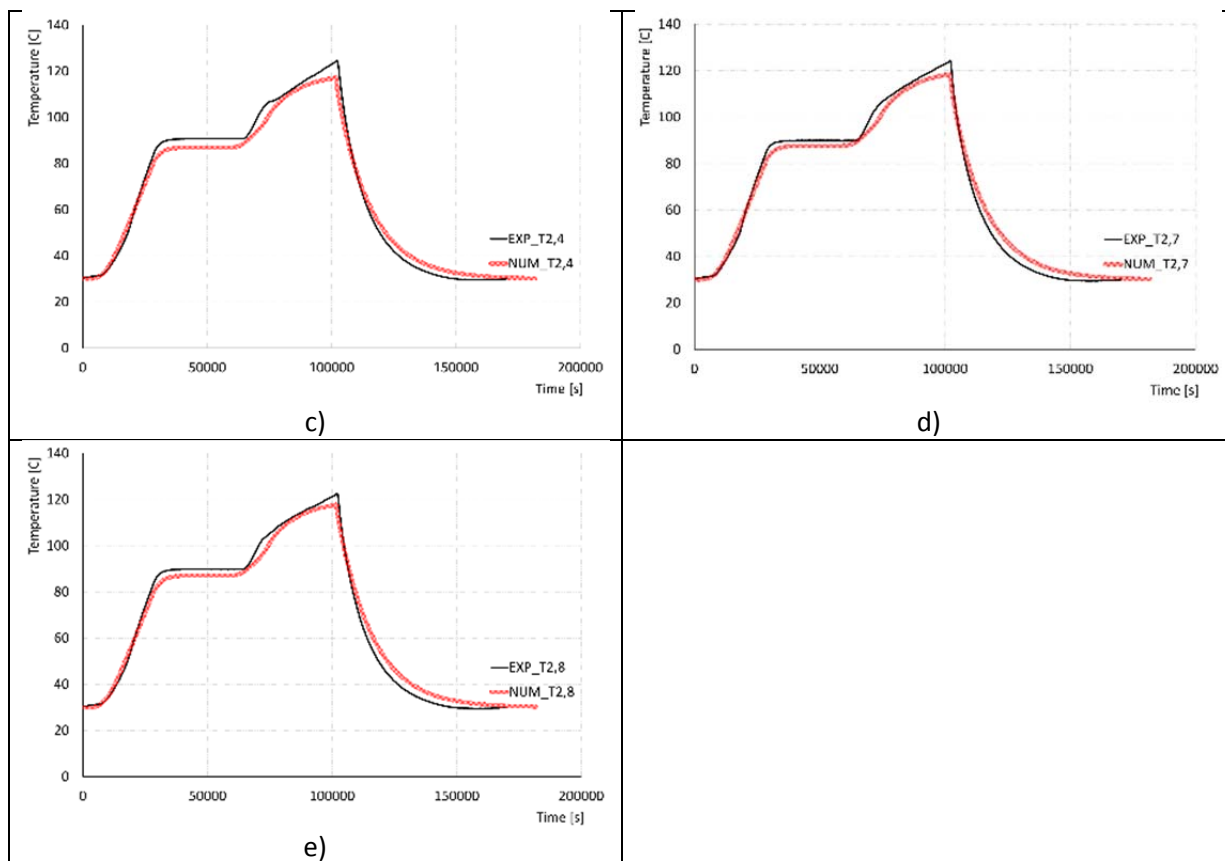 Temperature [C]
140
120
100
80
60
40
20
0
0
50000
100000
150000
200000
Time [s]
EXP_T2,4
NUM_T2,4
c)
Temperature [C]
140
120
100
80
60
40
20
0
0
50000
100000
150000
200000
Time [s]
EXP_T2,7
NUM_T2,7
d)
Temperature [C]
140
120
100
80
60
40
20
0
0
50000
100000
150000
200000
Time [s]
EXP_T2,8
NUM_T2,8
e)